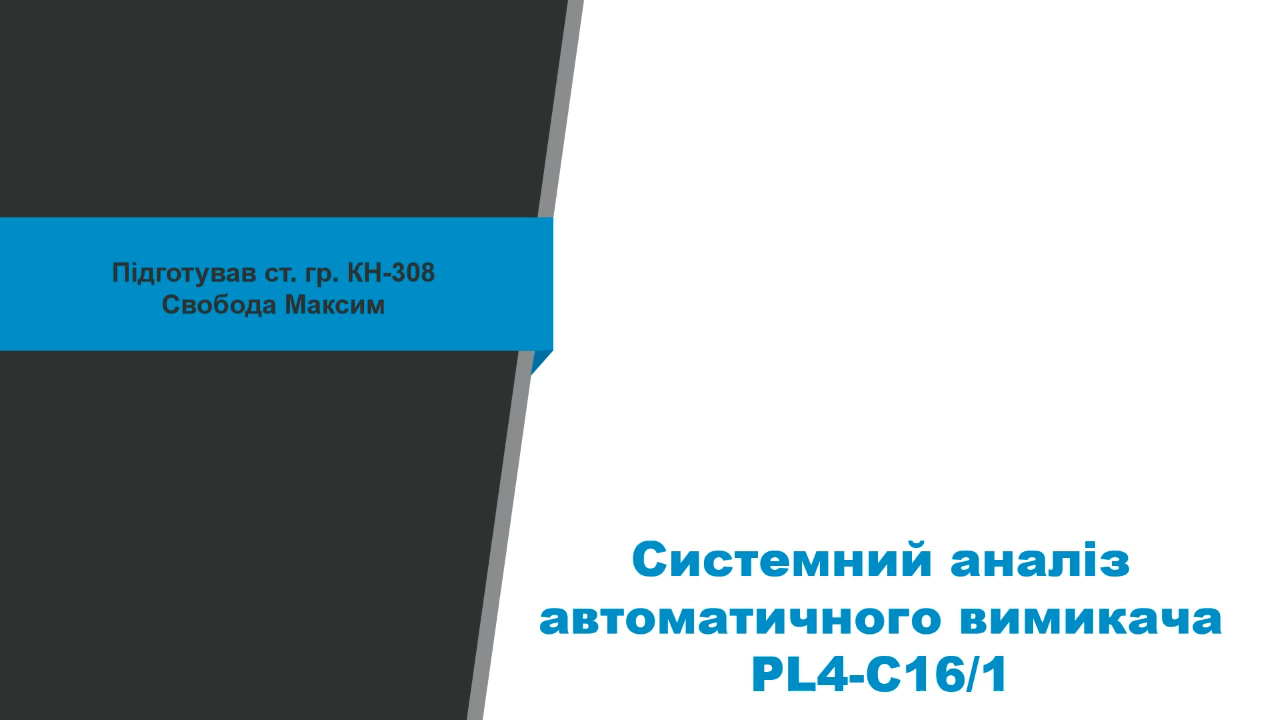 Підготував ст. гр. КН-308
Свобода Максим
Системний аналіз
автоматичного вимикача
PL4-C16/1